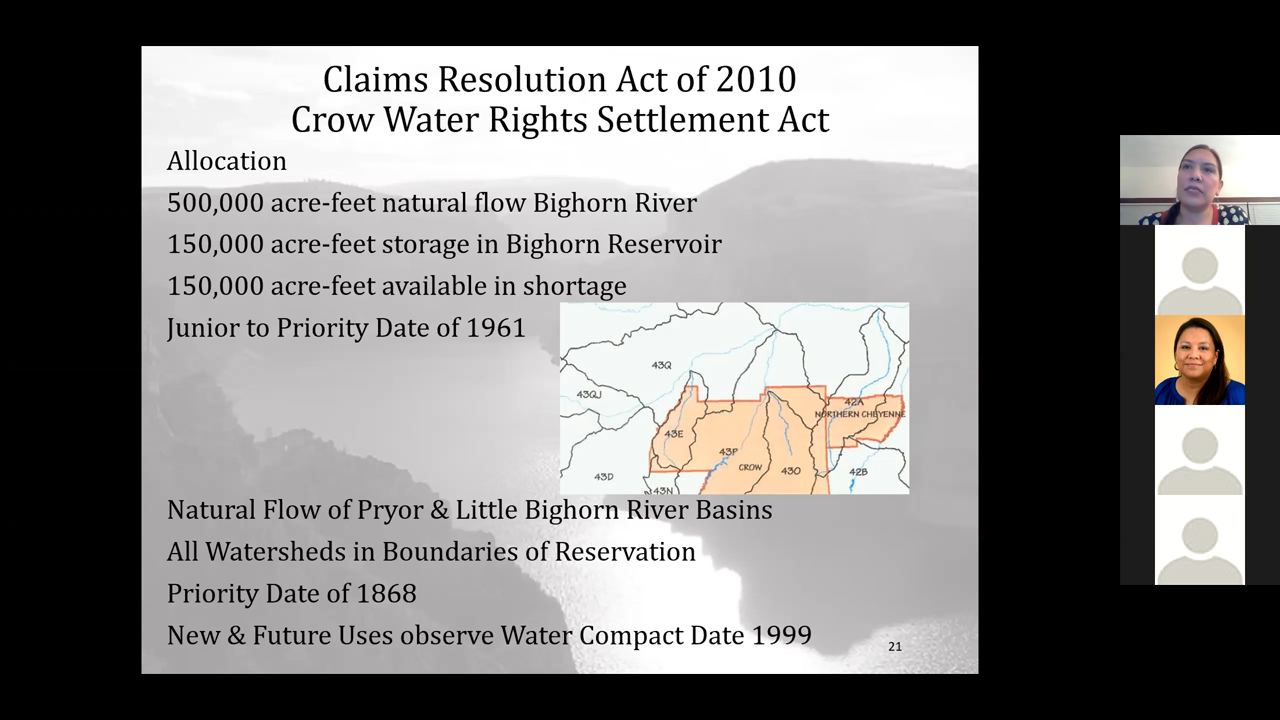 Claims Resolution Act of 2010
Crow Water Rights Settlement Act
Allocation
500,000 acre-feet natural flow Bighorn River
150,000 acre-feet storage in Bighorn Reservoir
150,000 acre-feet available in shortage
Junior to Priority Date of 1961
43Q
43QJ
42A
NORTHERN CHEYENNE
43E
43P
CROW
43O
42B
43D
43N
Natural Flow of Pryor & Little Bighorn River Basins
All Watersheds in Boundaries of Reservation
Priority Date of 1868
New & Future Uses observe Water Compact Date 1999
21